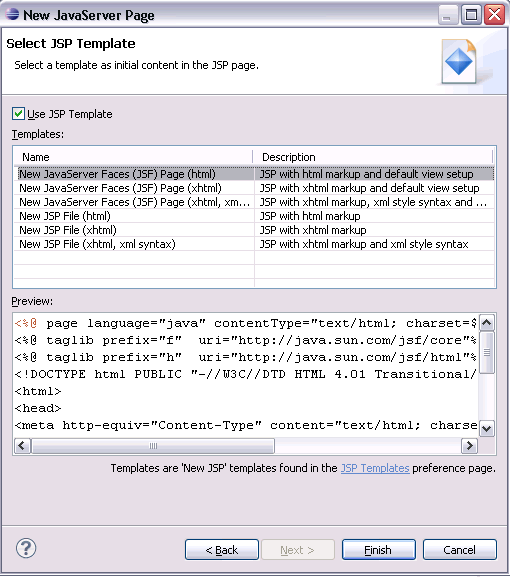 New JavaServer Page
Select JSP Template
Select a template as initial content in the JSP page.
Use JSP Template
Templates:
Name Description
New JavaServer Faces (JSF) Page (html) JSP with html markup and default view setup
New JavaServer Faces (JSF) Page (xhtml) JSP with xhtml markup and default view setup
New JavaServer Faces (JSF) Page (xhtml, xm... JSP with xhtml markup, xml style syntax and ...
New JSP File (html) JSP with html markup
New JSP File (xhtml) JSP with xhtml markup
New JSP File (xhtml, xml syntax) JSP with xhtml markup and xml style syntax
Preview:
<%@ page language="java" contentType="text/html; charset=$
<%@ taglib prefix="f"  uri="http://java.sun.com/jsf/core"%
<%@ taglib prefix="h"  uri="http://java.sun.com/jsf/html"%
<!DOCTYPE html PUBLIC "-//W3C//DTD HTML 4.01 Transitional/
<html>
<head>
<meta http-equiv="Content-Type" content="text/html; charse
Templates are 'New JSP' templates found in the JSP Templates preference page.
? < Back Next > Finish Cancel